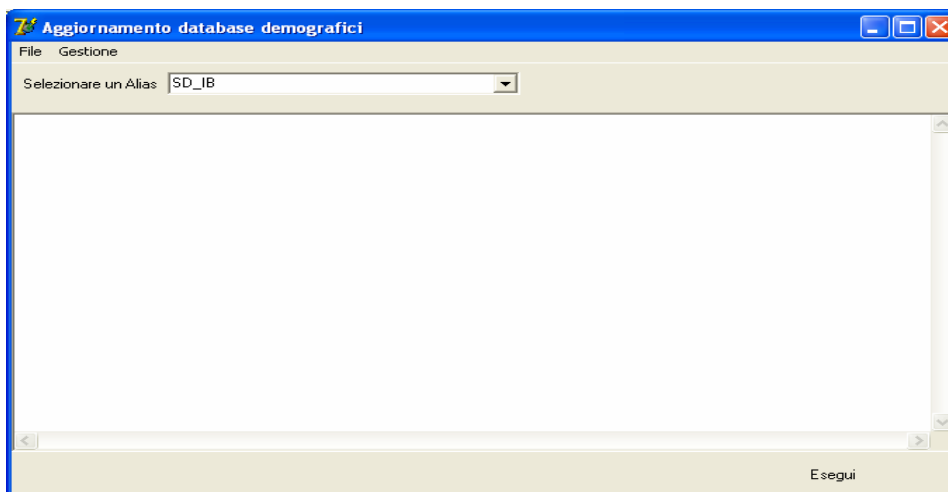 Aggiornamento database demografici
File Gestione
Selezionare un Alias SD_IB
Esegui